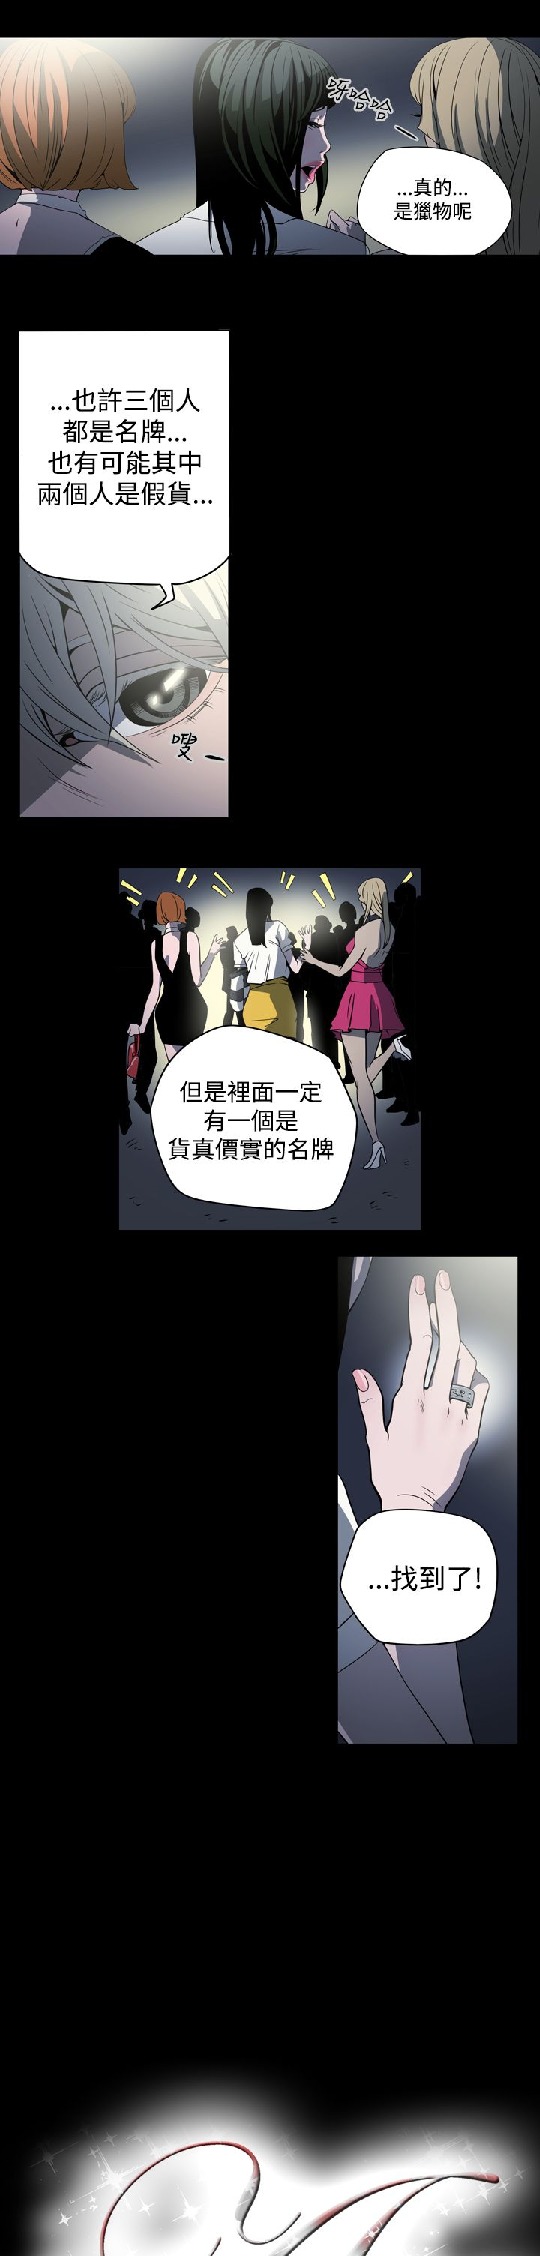 呀哈哈
...真的...
是獵物呢
...也許三個人
都是名牌...
也有可能其中
兩個人是假貨...
嗖
但是裡面一定
有一個是
貨真價實的名牌
...找到了!